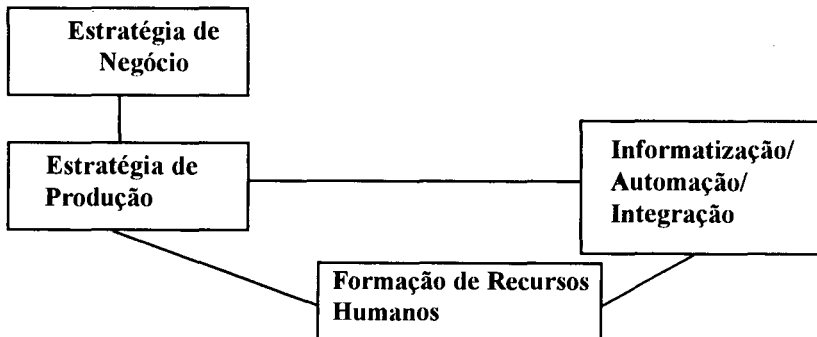 Estratégia de
Negócio
Estratégia de
Produção
Informatização/
Automação/
Integração
Formação de Recursos
Humanos